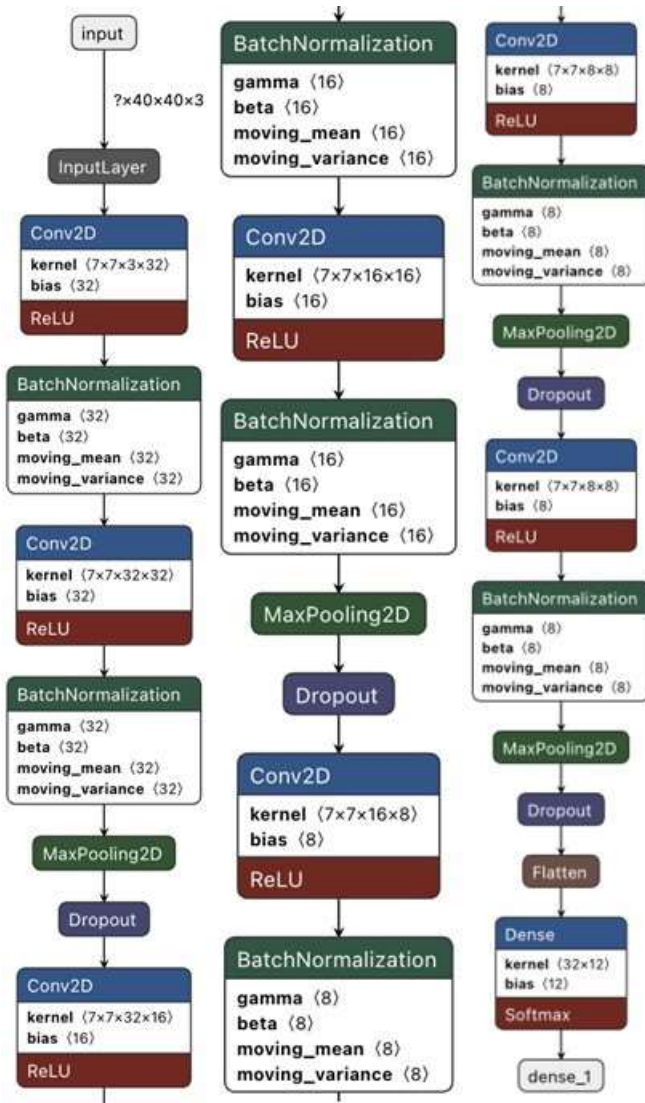 input
?×40×40×3
InputLayer
Conv2D
kernel ⟨7×7×3×32⟩
bias ⟨32⟩
ReLU
BatchNormalization
gamma ⟨32⟩
beta ⟨32⟩
moving_mean ⟨32⟩
moving_variance ⟨32⟩
Conv2D
kernel ⟨7×7×32×32⟩
bias ⟨32⟩
ReLU
BatchNormalization
gamma ⟨32⟩
beta ⟨32⟩
moving_mean ⟨32⟩
moving_variance ⟨32⟩
MaxPooling2D
Dropout
Conv2D
kernel ⟨7×7×32×16⟩
bias ⟨16⟩
ReLU
BatchNormalization
gamma ⟨16⟩
beta ⟨16⟩
moving_mean ⟨16⟩
moving_variance ⟨16⟩
Conv2D
kernel ⟨7×7×16×16⟩
bias ⟨16⟩
ReLU
BatchNormalization
gamma ⟨16⟩
beta ⟨16⟩
moving_mean ⟨16⟩
moving_variance ⟨16⟩
MaxPooling2D
Dropout
Conv2D
kernel ⟨7×7×16×8⟩
bias ⟨8⟩
ReLU
BatchNormalization
gamma ⟨8⟩
beta ⟨8⟩
moving_mean ⟨8⟩
moving_variance ⟨8⟩
Conv2D
kernel ⟨7×7×8×8⟩
bias ⟨8⟩
ReLU
BatchNormalization
gamma ⟨8⟩
beta ⟨8⟩
moving_mean ⟨8⟩
moving_variance ⟨8⟩
MaxPooling2D
Dropout
Conv2D
kernel ⟨7×7×8×8⟩
bias ⟨8⟩
ReLU
BatchNormalization
gamma ⟨8⟩
beta ⟨8⟩
moving_mean ⟨8⟩
moving_variance ⟨8⟩
MaxPooling2D
Dropout
Flatten
Dense
kernel ⟨32×12⟩
bias ⟨12⟩
Softmax
dense_1